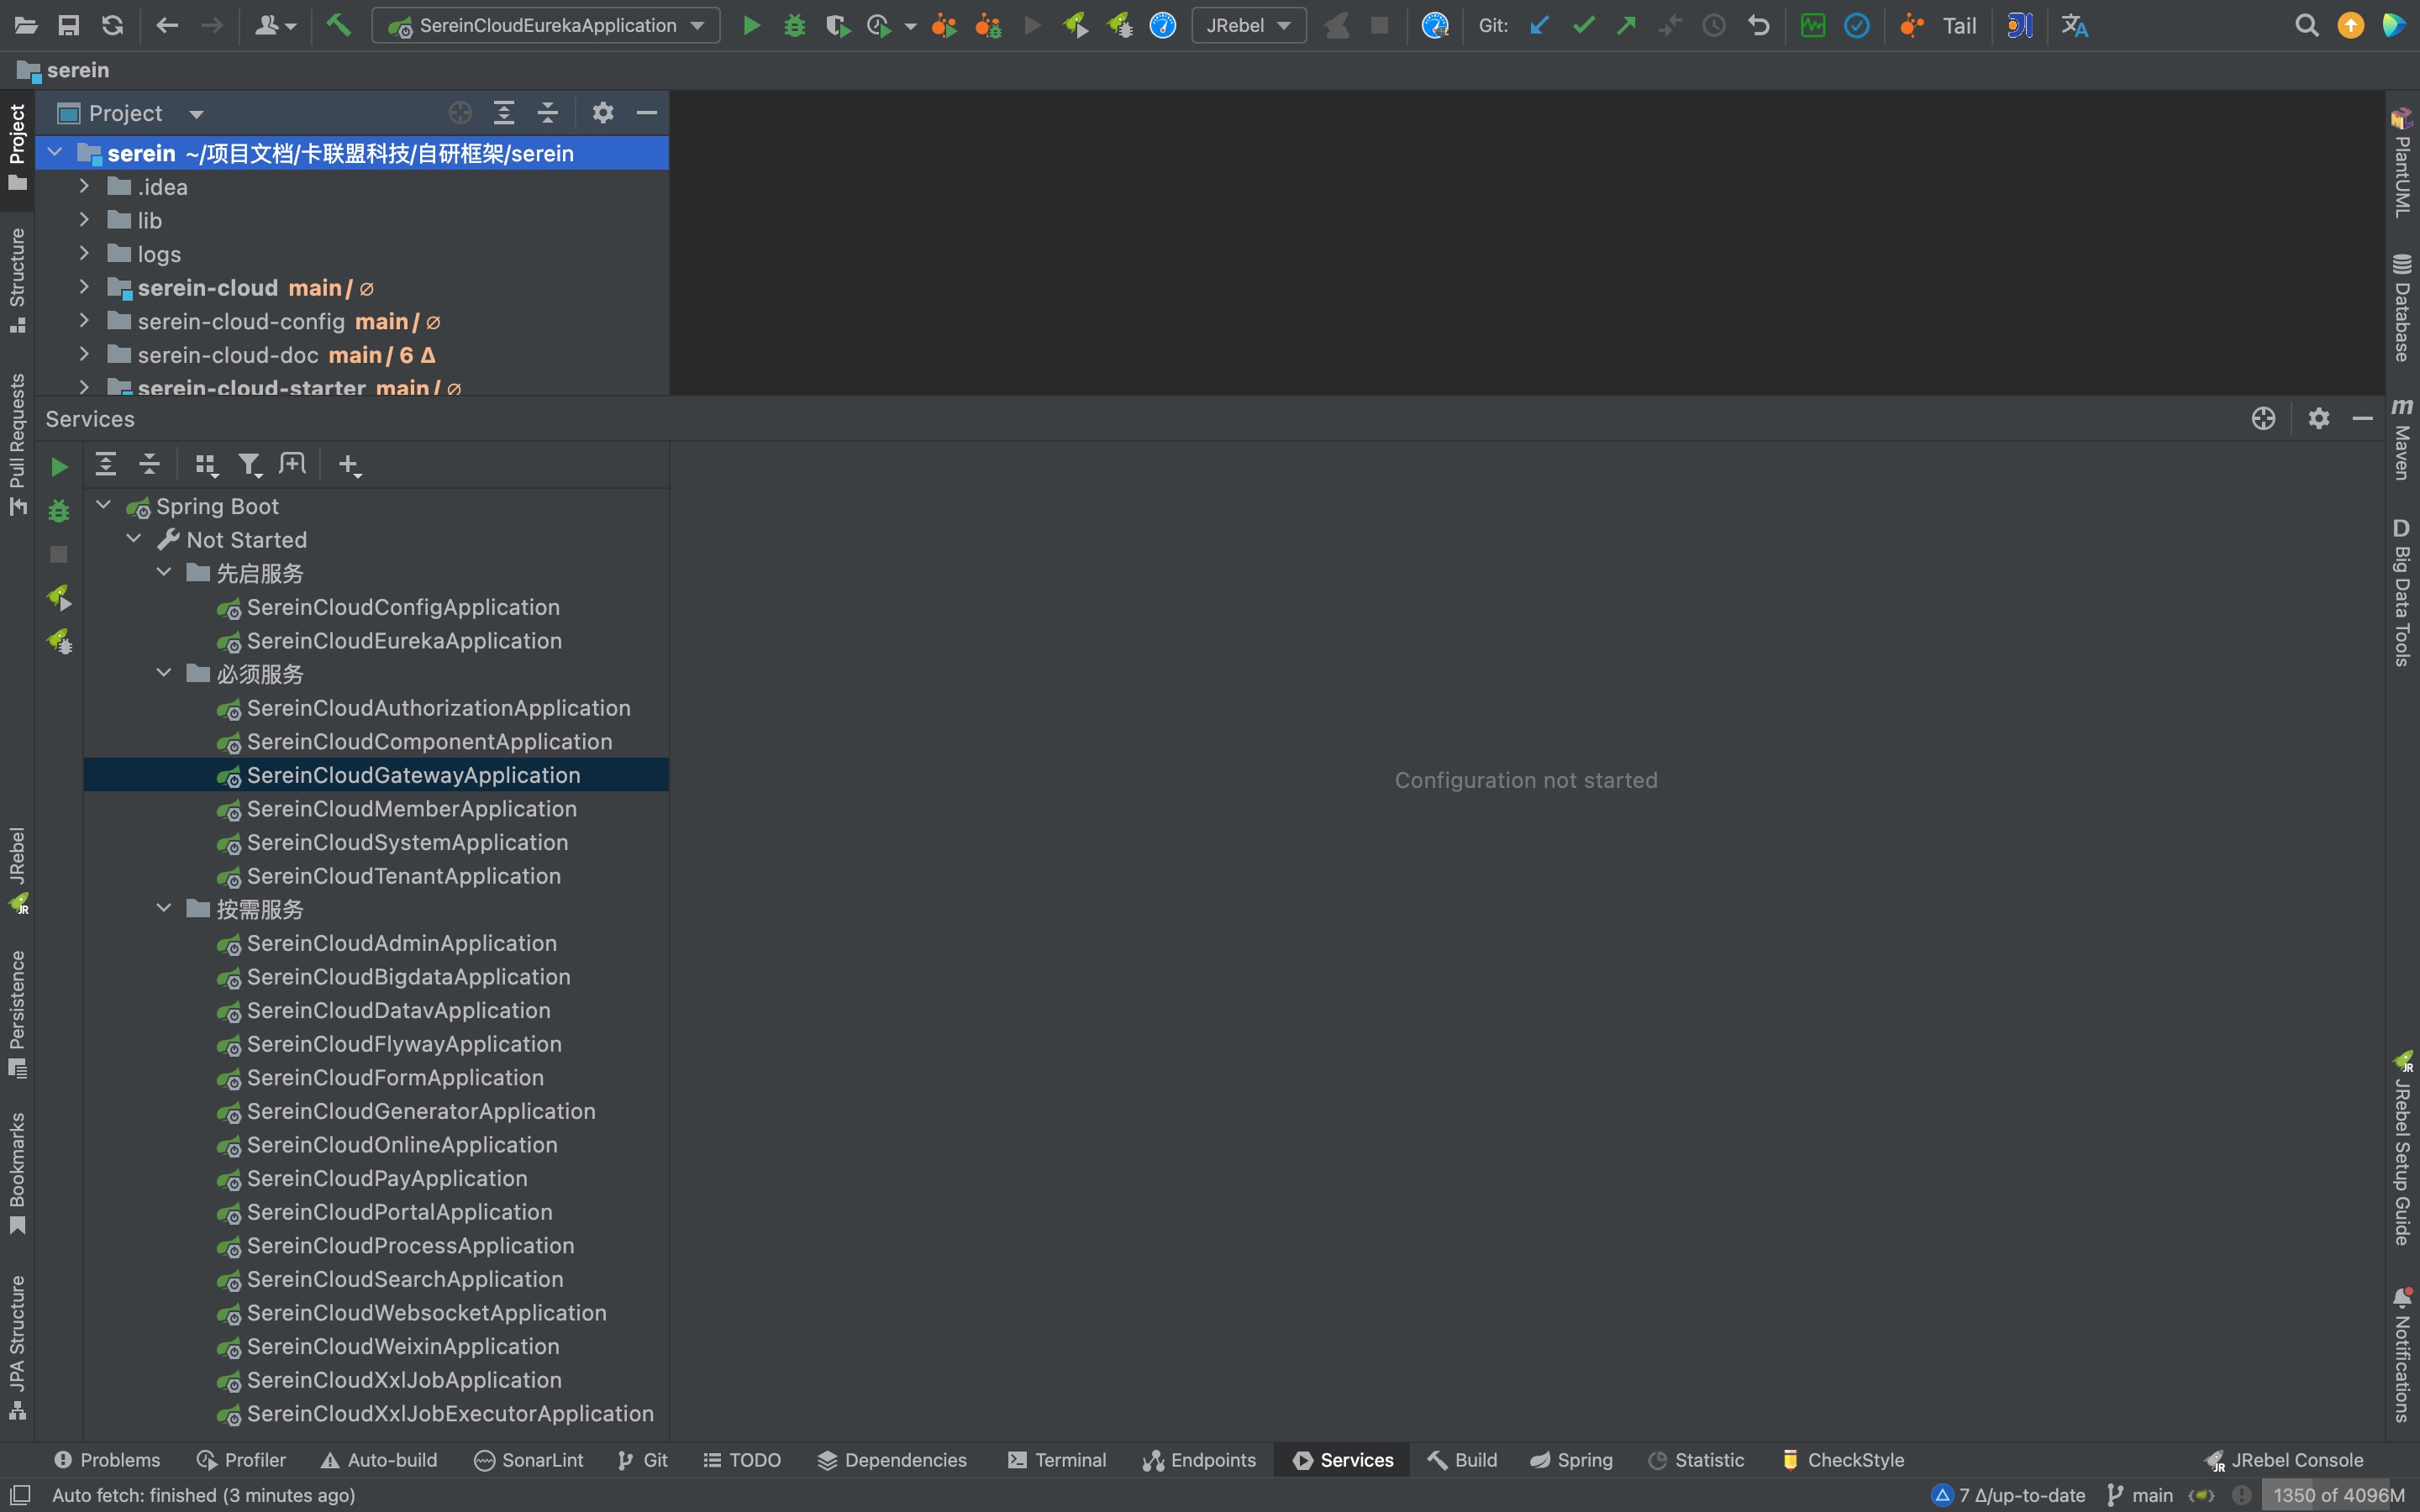 SereinCloudEurekaApplication
JRebel
Git:
Tail
serein
Project
serein ~/项目文档/卡联盟科技/自研框架/serein
.idea
lib
logs
serein-cloud main / ∅
serein-cloud-config main / ∅
serein-cloud-doc main / 6 Δ
serein-cloud-starter main / ∅
Services
Spring Boot
Not Started
先启服务
SereinCloudConfigApplication
SereinCloudEurekaApplication
必须服务
SereinCloudAuthorizationApplication
SereinCloudComponentApplication
SereinCloudGatewayApplication
SereinCloudMemberApplication
SereinCloudSystemApplication
SereinCloudTenantApplication
按需服务
SereinCloudAdminApplication
SereinCloudBigdataApplication
SereinCloudDatavApplication
SereinCloudFlywayApplication
SereinCloudFormApplication
SereinCloudGeneratorApplication
SereinCloudOnlineApplication
SereinCloudPayApplication
SereinCloudPortalApplication
SereinCloudProcessApplication
SereinCloudSearchApplication
SereinCloudWebsocketApplication
SereinCloudWeixinApplication
SereinCloudXxlJobApplication
SereinCloudXxlJobExecutorApplication
Configuration not started
Project
Structure
Pull Requests
JRebel
Persistence
Bookmarks
JPA Structure
PlantUML
Database
m Maven
D Big Data Tools
JRebel Setup Guide
Notifications
Problems
Profiler
Auto-build
SonarLint
Git
TODO
Dependencies
Terminal
Endpoints
Services
Build
Spring
Statistic
CheckStyle
JRebel Console
Auto fetch: finished (3 minutes ago)
7 Δ/up-to-date
main
1350 of 4096M